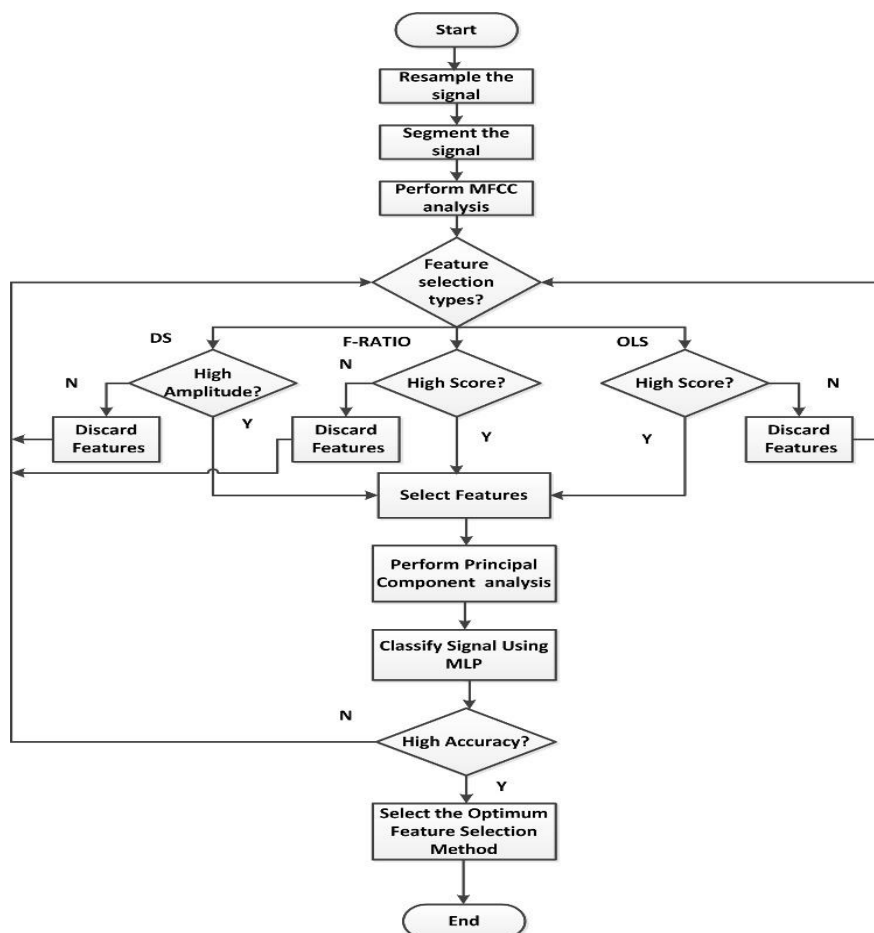 Start
Resample the
signal
Segment the
signal
Perform MFCC
analysis
Feature
selection
types?
DS
F-RATIO
OLS
N
High
Amplitude?
Y
N
High Score?
Y
High Score?
N
Y
Discard
Features
Discard
Features
Discard
Features
Select Features
Perform Principal
Component analysis
Classify Signal Using
MLP
N
High Accuracy?
Y
Select the Optimum
Feature Selection
Method
End